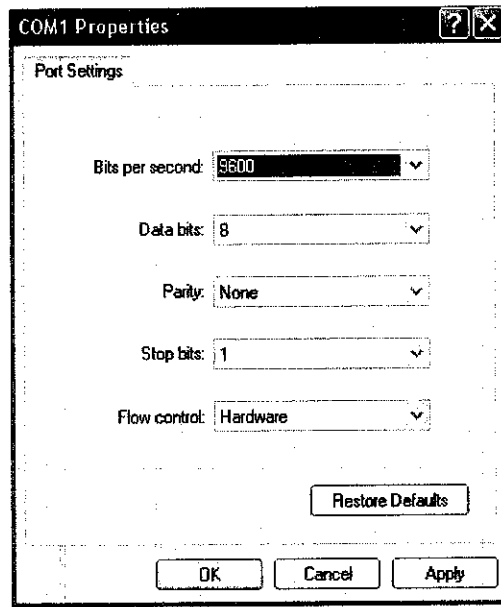 COM1 Properties
Port Settings
Bits per second: 9600
Data bits: 8
Parity: None
Stop bits: 1
Flow control: Hardware
Restore Defaults
OK Cancel Apply